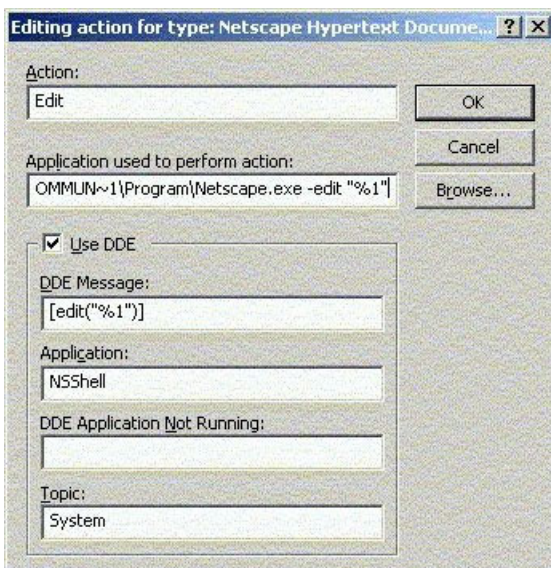 Editing action for type: Netscape Hypertext Docume... ? X
Action:
Edit
OK
Application used to perform action:
Cancel
OMMUN~1\Program\Netscape.exe -edit "%1"
Browse...
Use DDE
DDE Message:
[edit("%1")]
Application:
NSShell
DDE Application Not Running:
Topic:
System